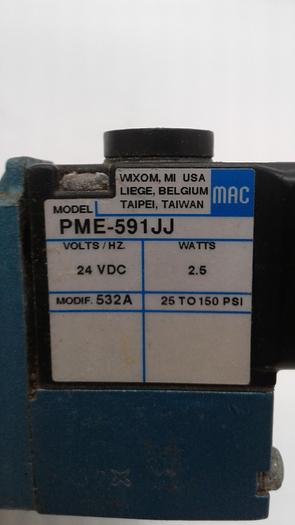 WIXOM, MI USA
LIEGE, BELGIUM
TAIPEI, TAIWAN
MAC
MODEL
PME-591JJ
VOLTS/HZ. WATTS
24 VDC 2.5
MODIF. 532A 25 TO 150 PSI